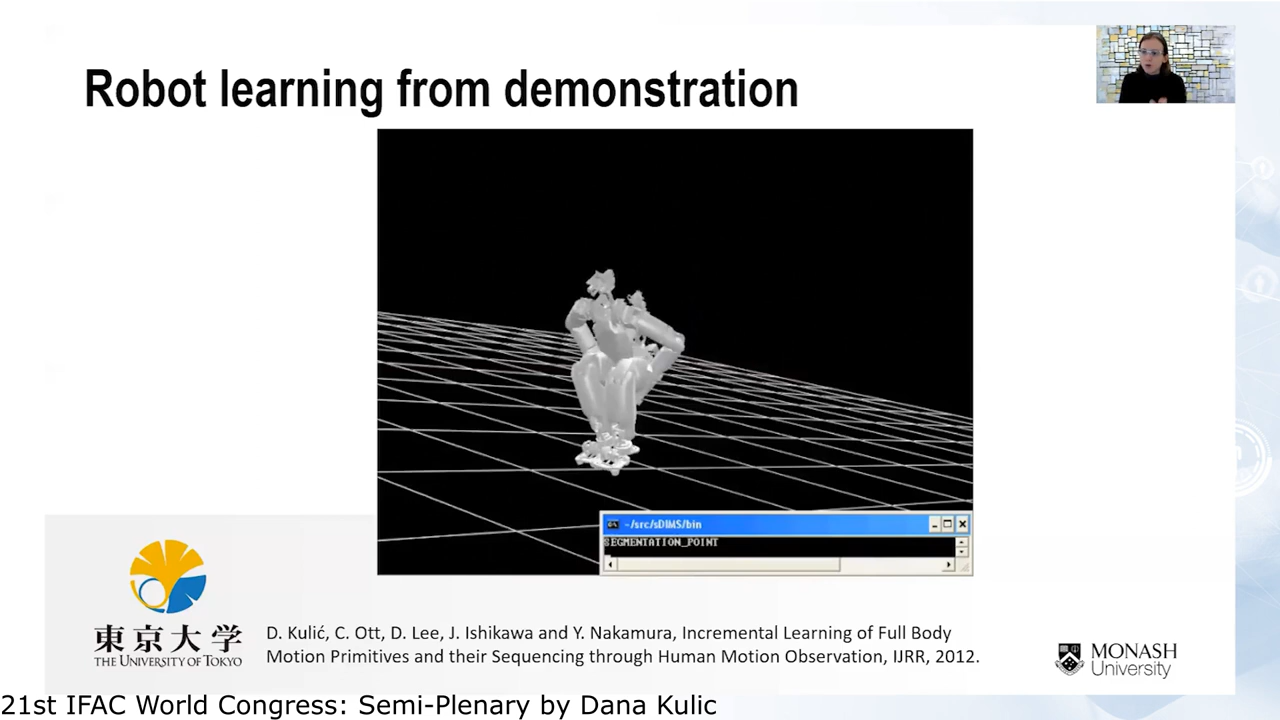 Robot learning from demonstration
~/src/sDIMS/bin
SEGMENTATION_POINT
東京大学
THE UNIVERSITY OF TOKYO
D. Kulić, C. Ott, D. Lee, J. Ishikawa and Y. Nakamura, Incremental Learning of Full Body
Motion Primitives and their Sequencing through Human Motion Observation, IJRR, 2012.
MONASH
University
21st IFAC World Congress: Semi-Plenary by Dana Kulic